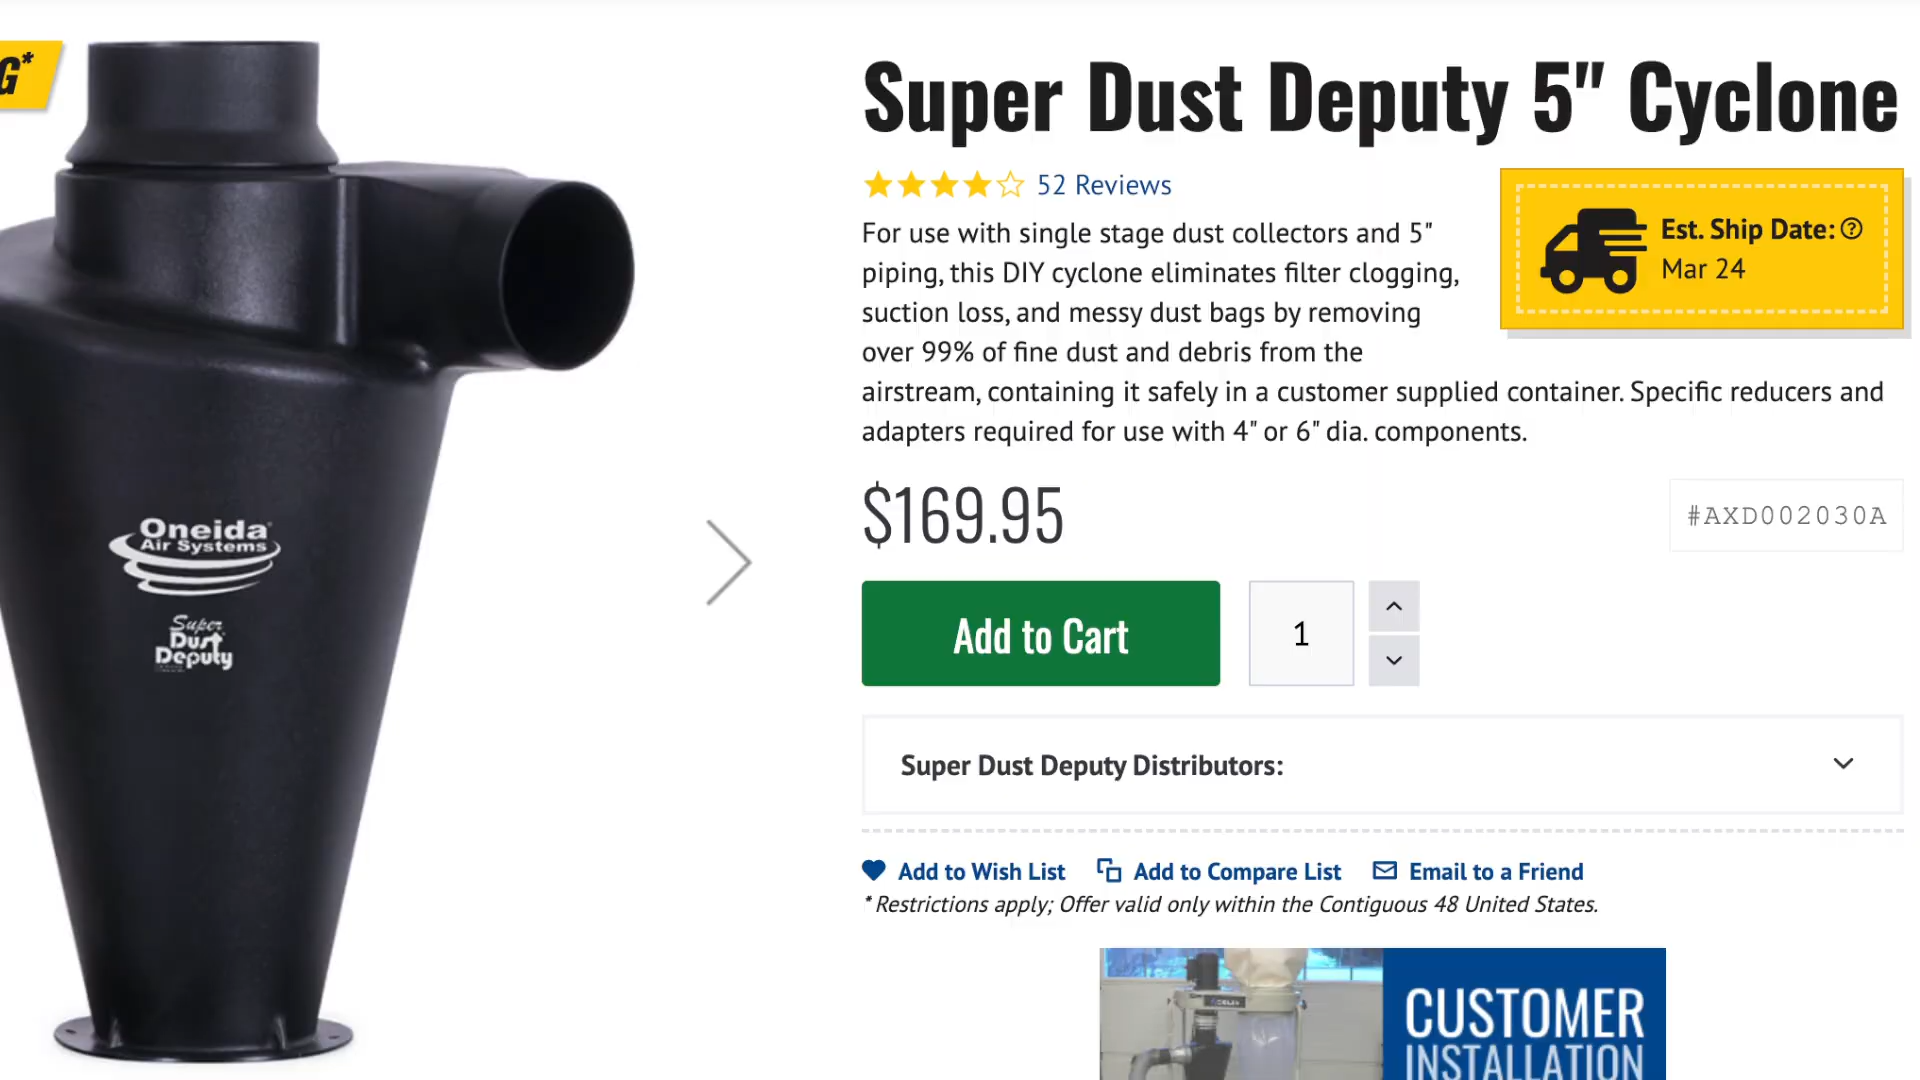 G*
Super Dust Deputy 5" Cyclone
52 Reviews
Est. Ship Date:
Mar 24
For use with single stage dust collectors and 5"
piping, this DIY cyclone eliminates filter clogging,
suction loss, and messy dust bags by removing
over 99% of fine dust and debris from the
airstream, containing it safely in a customer supplied container. Specific reducers and
adapters required for use with 4" or 6" dia. components.
$169.95
#AXD002030A
Add to Cart
1
Oneida
Air Systems
Super
Dust
Deputy
Super Dust Deputy Distributors:
Add to Wish List Add to Compare List Email to a Friend
* Restrictions apply; Offer valid only within the Contiguous 48 United States.
CUSTOMER
INSTALLATION